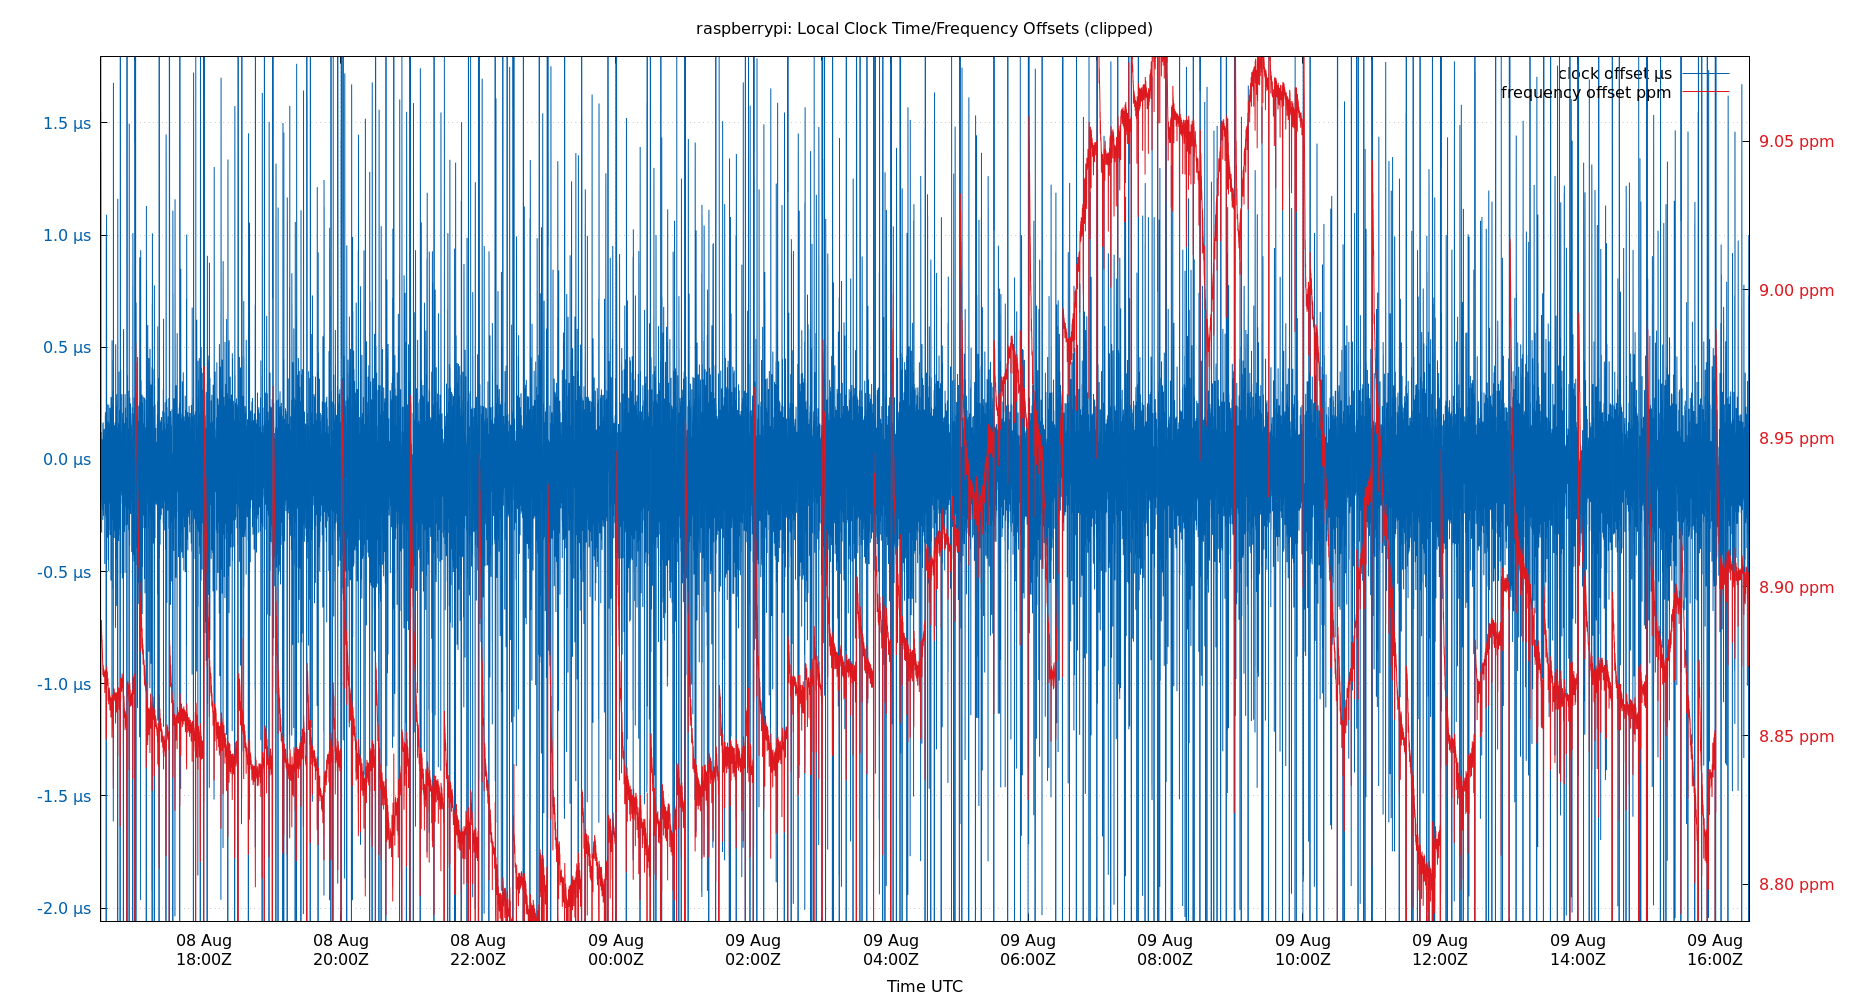 raspberrypi: Local Clock Time/Frequency Offsets (clipped)
clock offset µs
frequency offset ppm
1.5 µs
1.0 µs
0.5 µs
0.0 µs
-0.5 µs
-1.0 µs
-1.5 µs
-2.0 µs
9.05 ppm
9.00 ppm
8.95 ppm
8.90 ppm
8.85 ppm
8.80 ppm
08 Aug 08 Aug 08 Aug 09 Aug 09 Aug 09 Aug 09 Aug 09 Aug 09 Aug 09 Aug 09 Aug 09 Aug
18:00Z 20:00Z 22:00Z 00:00Z 02:00Z 04:00Z 06:00Z 08:00Z 10:00Z 12:00Z 14:00Z 16:00Z
Time UTC